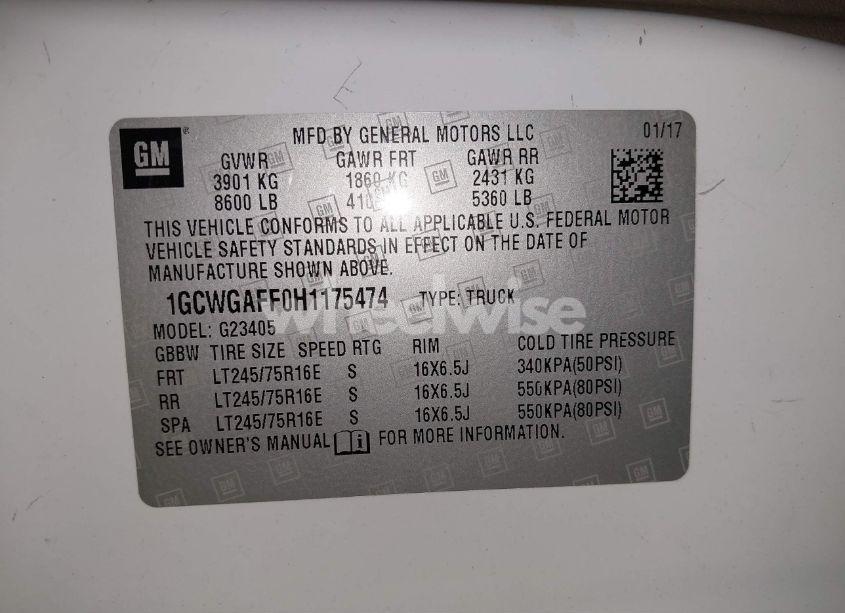 GM
MFD BY GENERAL MOTORS LLC 01/17
GVWR GAWR FRT GAWR RR
3901 KG 1860 KG 2431 KG
8600 LB 5360 LB
THIS VEHICLE CONFORMS TO ALL APPLICABLE U.S. FEDERAL MOTOR
VEHICLE SAFETY STANDARDS IN EFFECT ON THE DATE OF
MANUFACTURE SHOWN ABOVE.
1GCWGAFF0H1175474 TYPE: TRUCK
wheelwise
MODEL: G23405
GBBW TIRE SIZE SPEED RTG RIM COLD TIRE PRESSURE
FRT LT245/75R16E S 16X6.5J 340KPA(50PSI)
RR LT245/75R16E S 16X6.5J 550KPA(80PSI)
SPA LT245/75R16E S 16X6.5J 550KPA(80PSI)
SEE OWNER'S MANUAL FOR MORE INFORMATION.